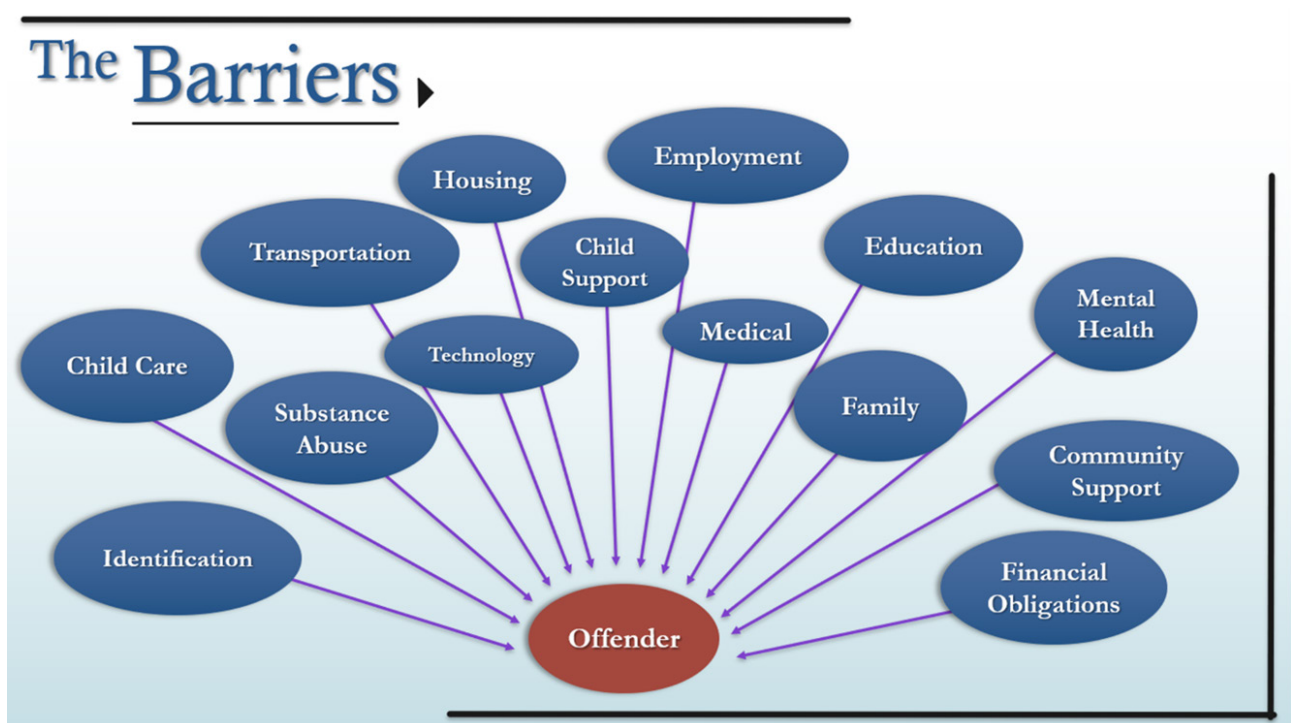 The Barriers
Employment
Housing
Transportation
Child
Support
Education
Mental
Health
Technology
Medical
Child Care
Substance
Abuse
Family
Community
Support
Identification
Financial
Obligations
Offender